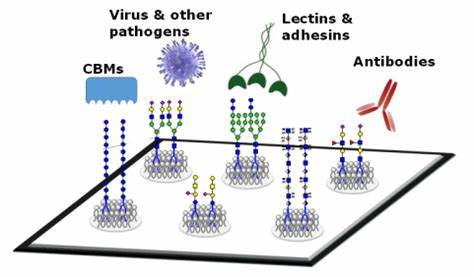 Virus & other
pathogens
Lectins &
adhesins
CBMs
Antibodies